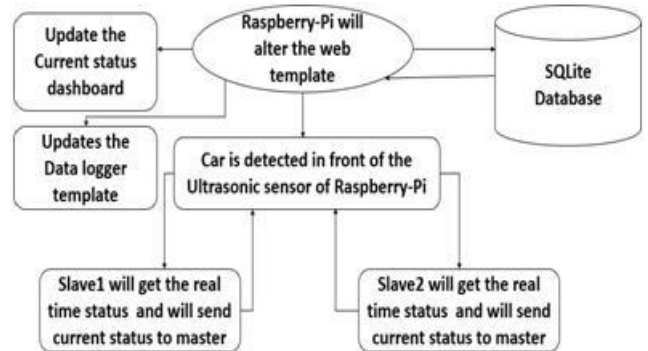 Update the
Current status
dashboard
Raspberry-Pi will
alter the web
template
SQLite
Database
Updates the
Data logger
template
Car is detected in front of the
Ultrasonic sensor of Raspberry-Pi
Slave1 will get the real
time status and will send
current status to master
Slave2 will get the real
time status and will send
current status to master